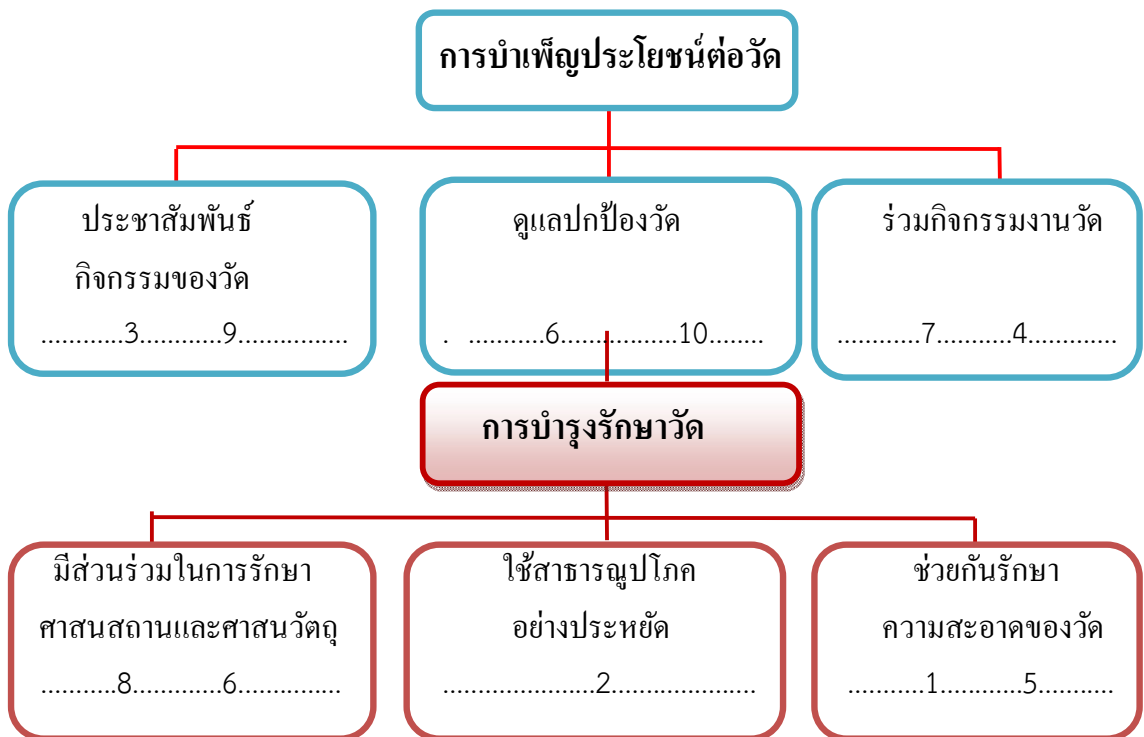 การบำเพ็ญประโยชน์ต่อวัด
ประชาสัมพันธ์
กิจกรรมของวัด
...........3...........9...............
ดูแลปกป้องวัด
. ..........6................10........
ร่วมกิจกรรมงานวัด
...........7.........4............
การบำรุงรักษาวัด
มีส่วนร่วมในการรักษา
ศาสนสถานและศาสนวัตถุ
..........8............6..............
ใช้สาธารณูปโภค
อย่างประหยัด
.....................2....................
ช่วยกันรักษา
ความสะอาดของวัด
..........1...........5..........